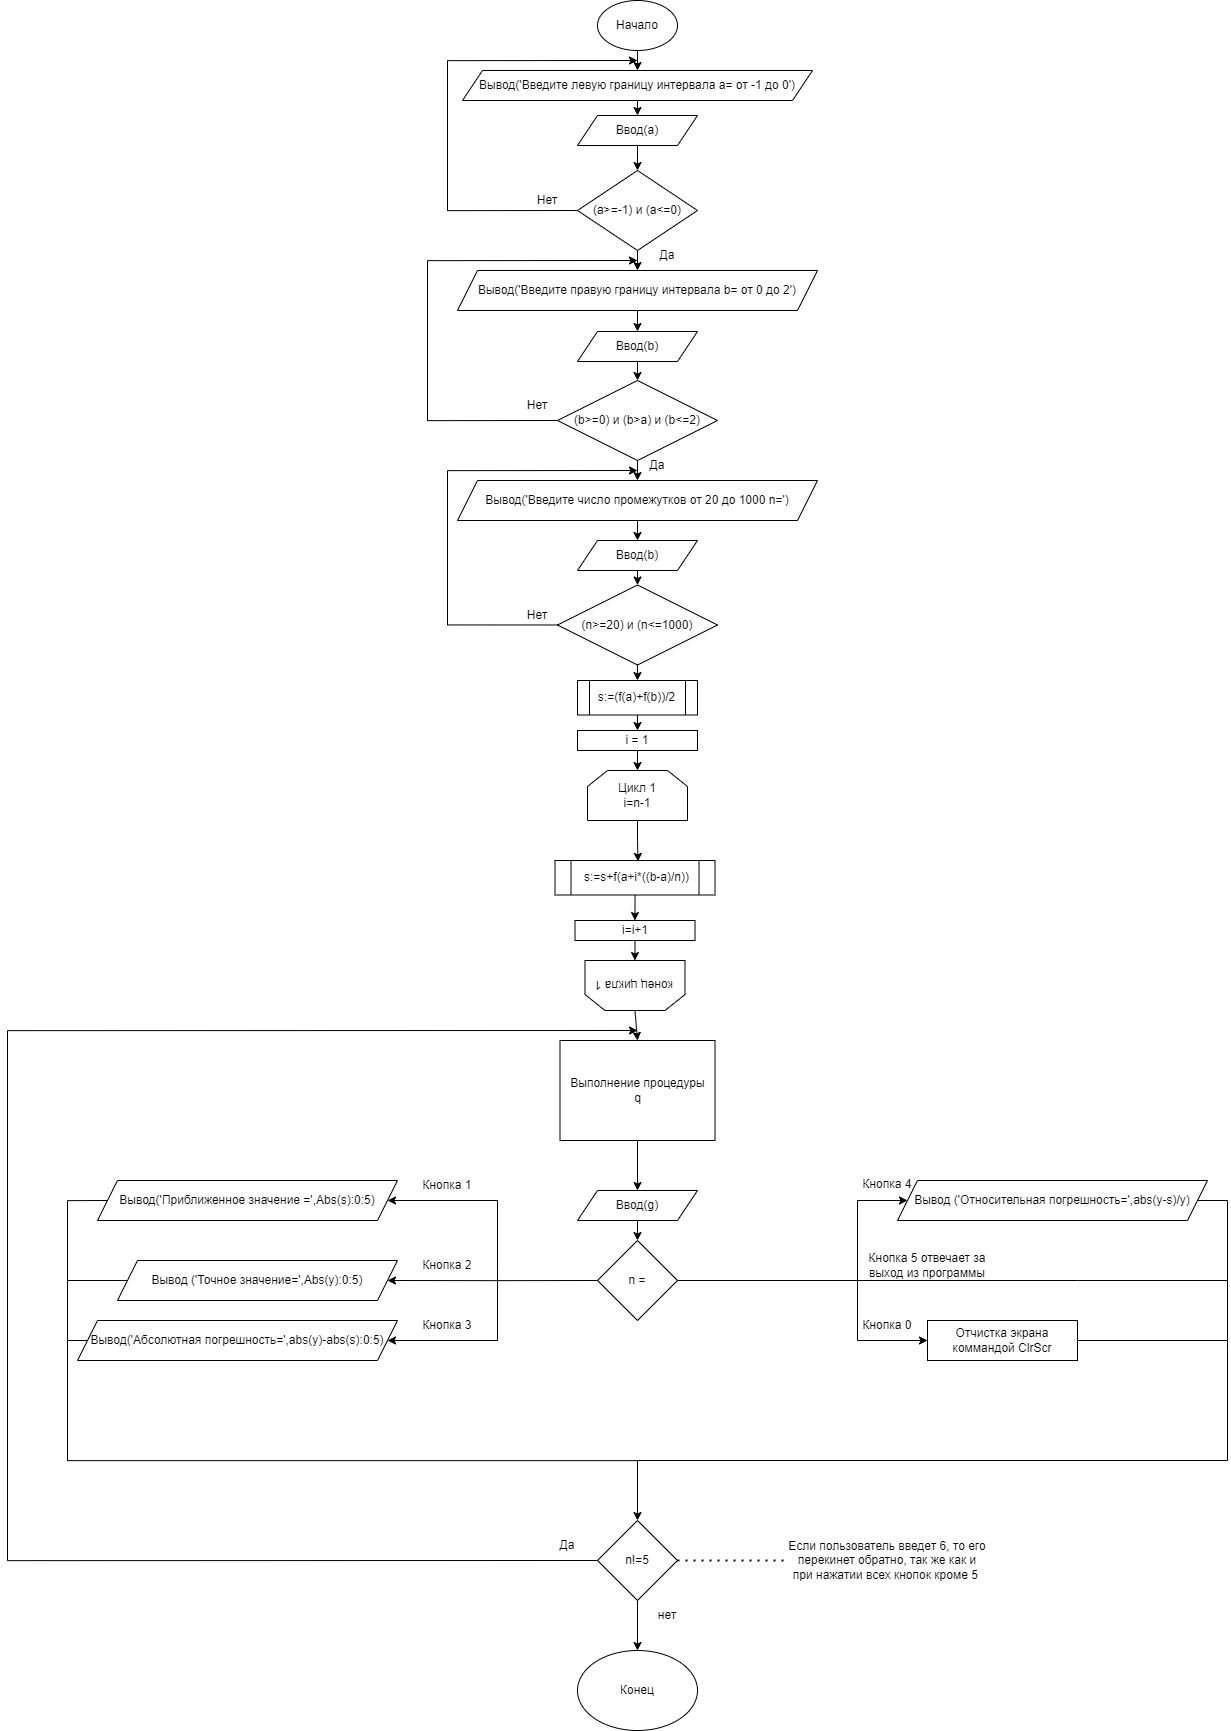 Начало
Вывод('Введите левую границу интервала a= от -1 до 0')
Ввод(a)
Нет
(a>=-1) и (a<=0)
Да
Вывод('Введите правую границу интервала b= от 0 до 2')
Ввод(b)
Нет
(b>=0) и (b>a) и (b<=2)
Да
Вывод('Введите число промежутков от 20 до 1000 n=')
Ввод(b)
Нет
(n>=20) и (n<=1000)
s:=(f(a)+f(b))/2
i = 1
Цикл 1
i=n-1
s:=s+f(a+i*((b-a)/n))
i=i+1
конец цикла 1
Выполнение процедуры
q
Кнопка 1
Вывод('Приближенное значение =',Abs(s):0:5)
Ввод(g)
Кнопка 4
Вывод ('Относительная погрешность=',abs(y-s)/y)
Кнопка 2
Вывод ('Точное значение=',Abs(y):0:5)
n =
Кнопка 5 отвечает за
выход из программы
Кнопка 3
Вывод('Абсолютная погрешность=',abs(y)-abs(s):0:5)
Кнопка 0
Отчистка экрана
коммандой ClrScr
Да
n!=5
Если пользователь введет 6, то его
перекинет обратно, так же как и
при нажатии всех кнопок кроме 5
нет
Конец